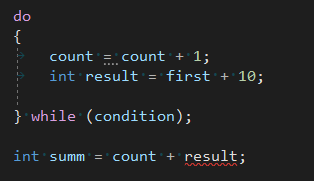 do
{
count = count + 1;
int result = first + 10;
} while (condition);
int summ = count + result;